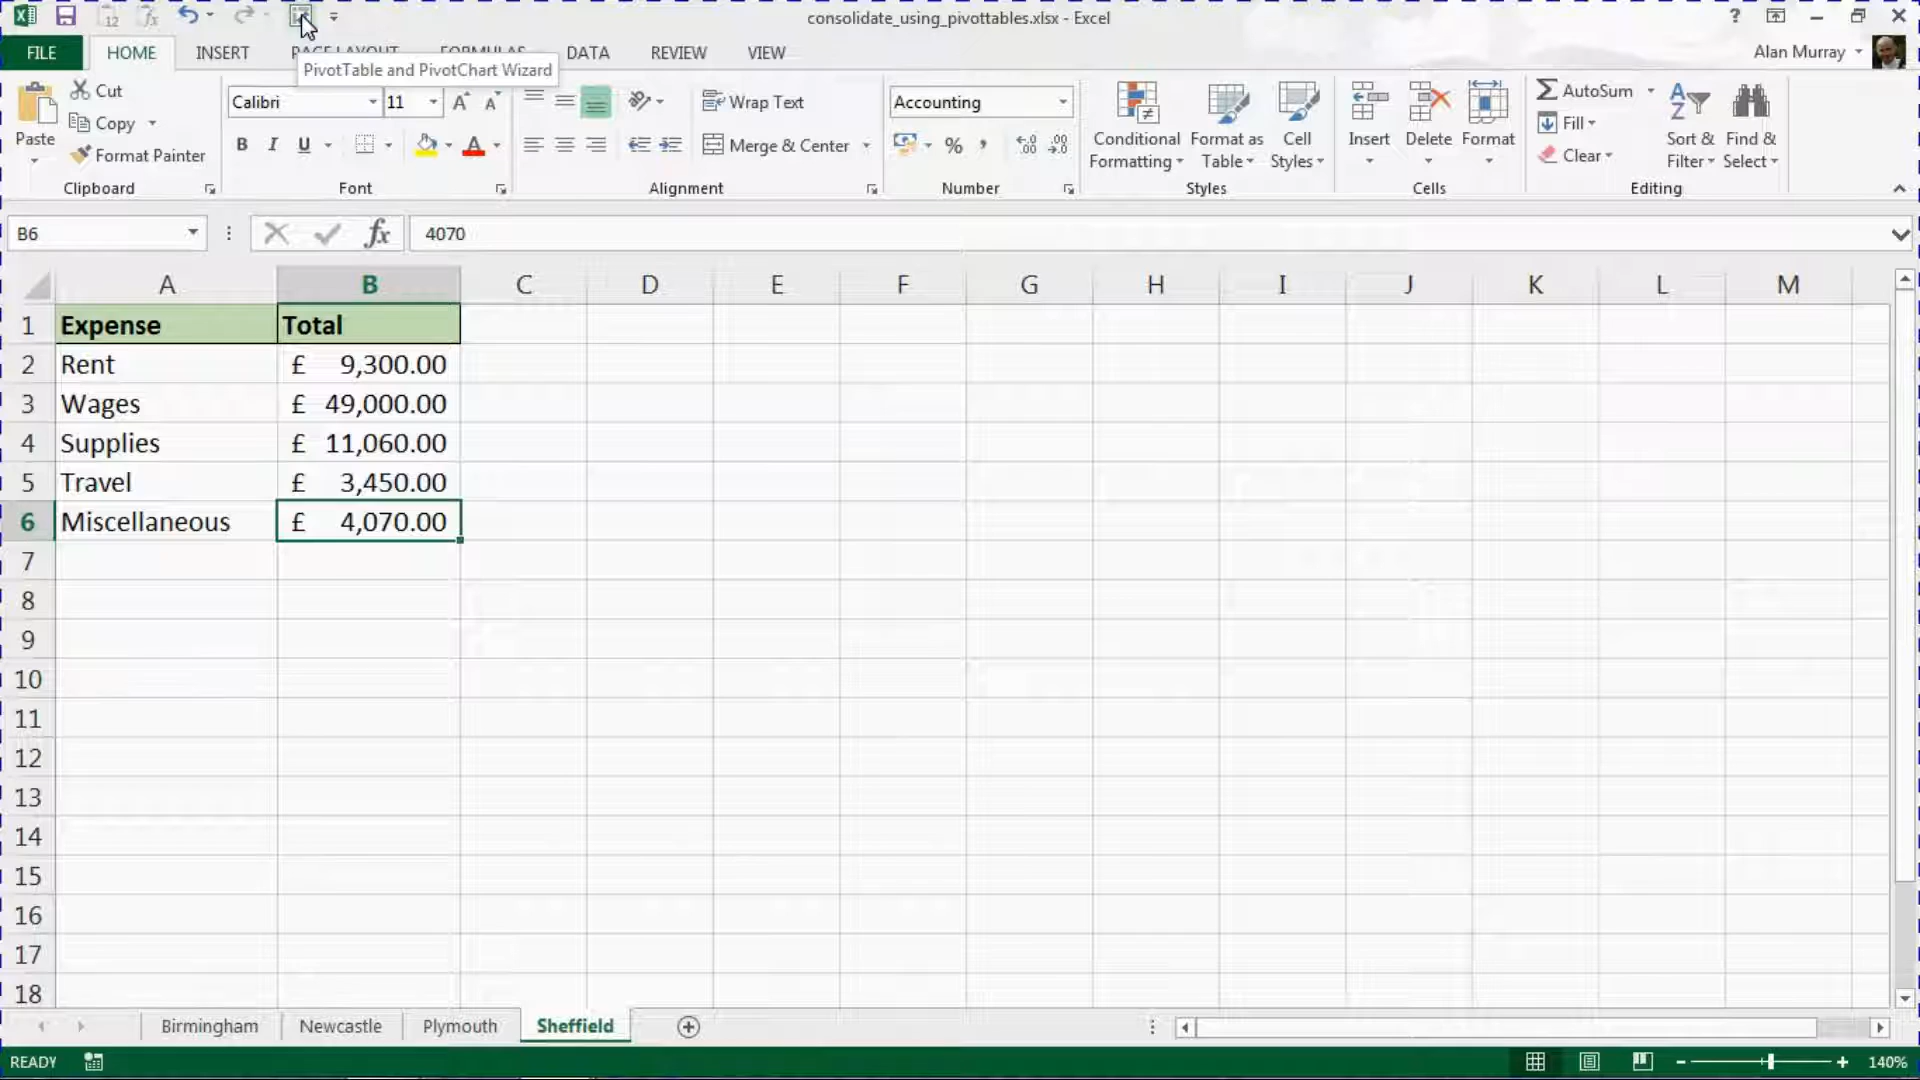 consolidate_using_pivottables.xlsx - Excel
?
FILE HOME INSERT PAGE LAYOUT FORMULAS DATA REVIEW VIEW Alan Murray
PivotTable and PivotChart Wizard
Paste
Cut
Copy
Format Painter
Clipboard
Calibri 11
B I U A
Font
Wrap Text
Merge & Center
Alignment
Accounting
% ,
Number
Conditional Formatting
Format as Table
Cell Styles
Styles
Insert Delete Format
Cells
AutoSum
Fill
Clear
Sort & Filter
Find & Select
Editing
B6 fx 4070
A B C D E F G H I J K L M
1 Expense Total
2 Rent £ 9,300.00
3 Wages £ 49,000.00
4 Supplies £ 11,060.00
5 Travel £ 3,450.00
6 Miscellaneous £ 4,070.00
7
8
9
10
11
12
13
14
15
16
17
18
Birmingham Newcastle Plymouth Sheffield
READY 140%